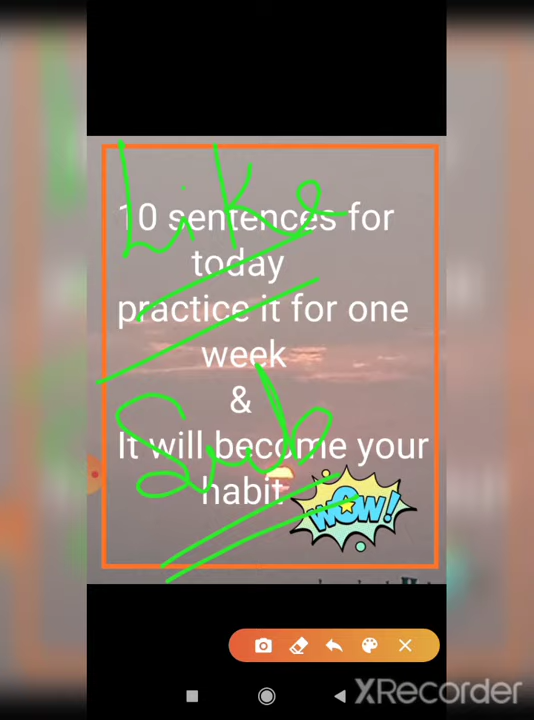 Like
10 sentences for
today
practice it for one
week
&
It will become your
habit
Sub
WOW!
XRecorder